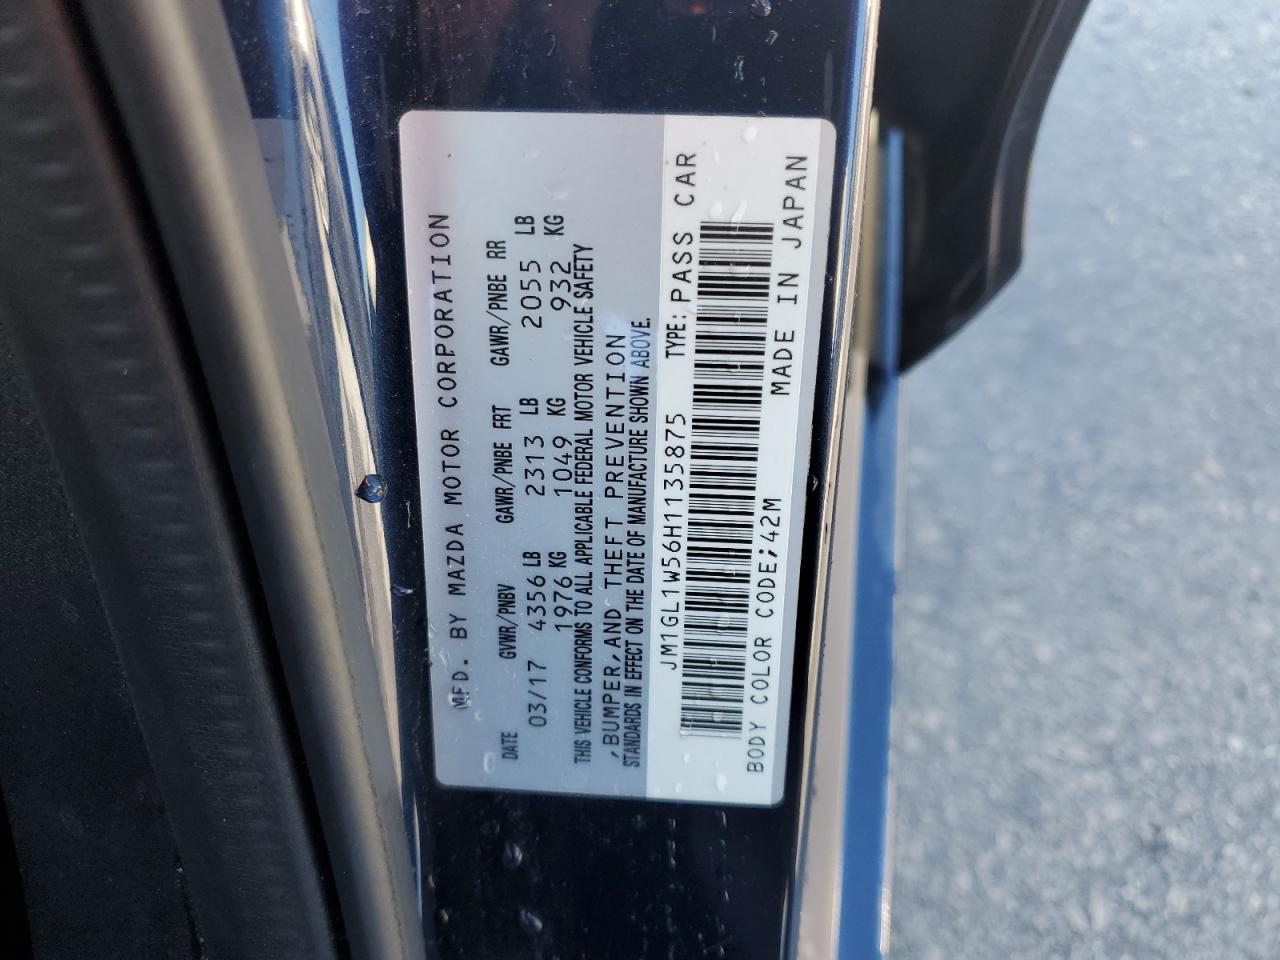 MFD. BY MAZDA MOTOR CORPORATION
DATE GVWR/PNBV GAWR/PNBE FRT GAWR/PNBE RR
03/17 4356 LB 2313 LB 2055 LB
1976 KG 1049 KG 932 KG
THIS VEHICLE CONFORMS TO ALL APPLICABLE FEDERAL MOTOR VEHICLE SAFETY
,BUMPER,AND THEFT PREVENTION
STANDARDS IN EFFECT ON THE DATE OF MANUFACTURE SHOWN ABOVE.
JM1GL1W56H1135875 TYPE: PASS CAR
BODY COLOR CODE;42M MADE IN JAPAN